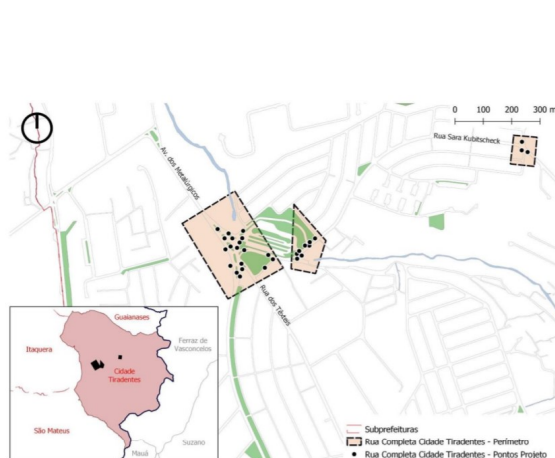 0 100 200 300 m
Rua Sara Kubitscheck
Av. dos Metalúrgicos
Rua dos Têxteis
Guaianases
Ferraz de
Vasconcelos
Itaquera
Cidade
Tiradentes
São Mateus
Suzano
Mauá
Subprefeituras
Rua Completa Cidade Tiradentes - Perímetro
Rua Completa Cidade Tiradentes - Pontos Projeto